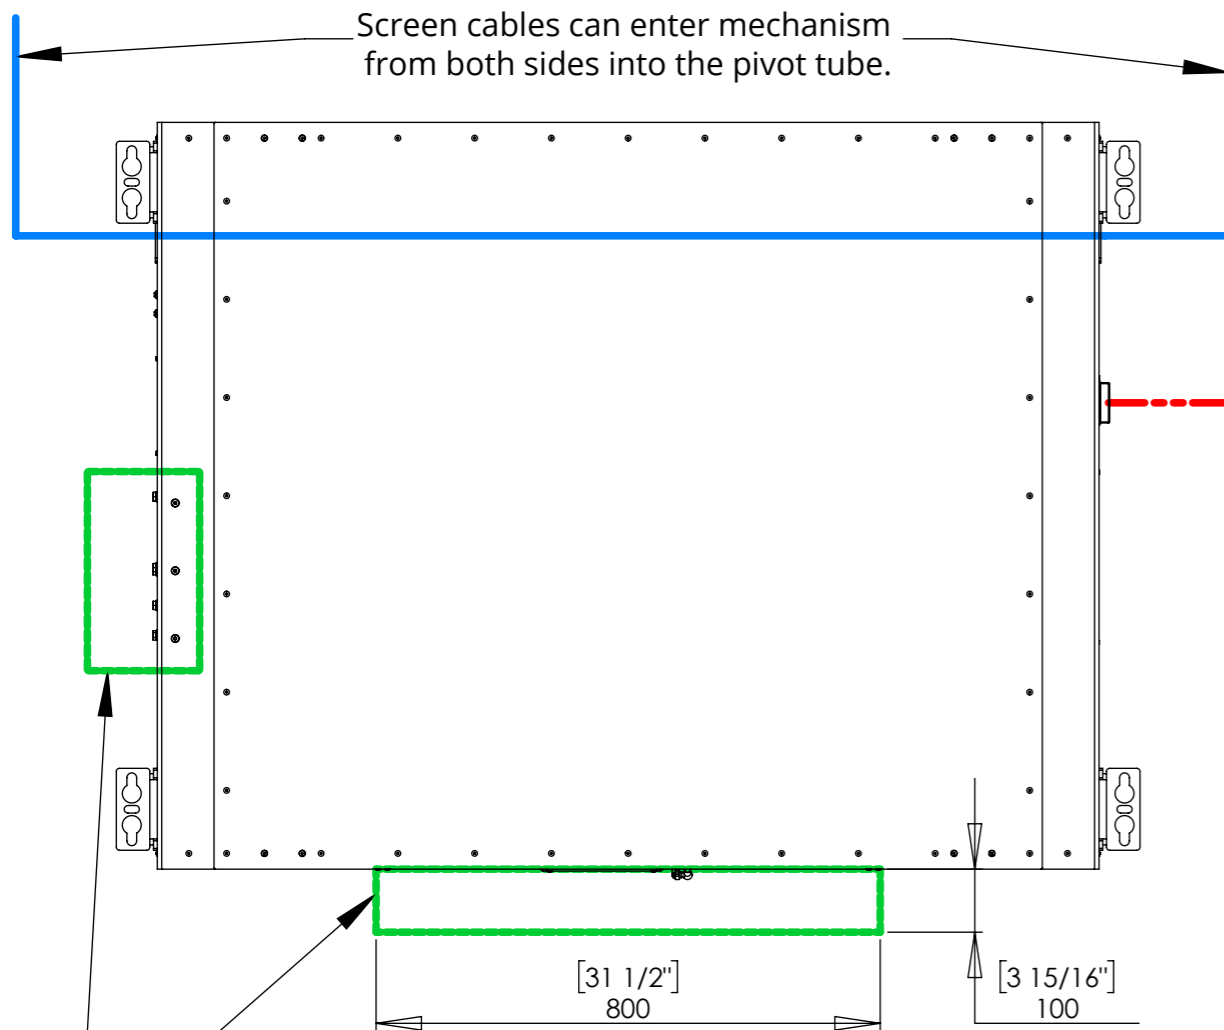 Screen cables can enter mechanism
from both sides into the pivot tube.
[31 1/2"]
800
[3 15/16"]
100